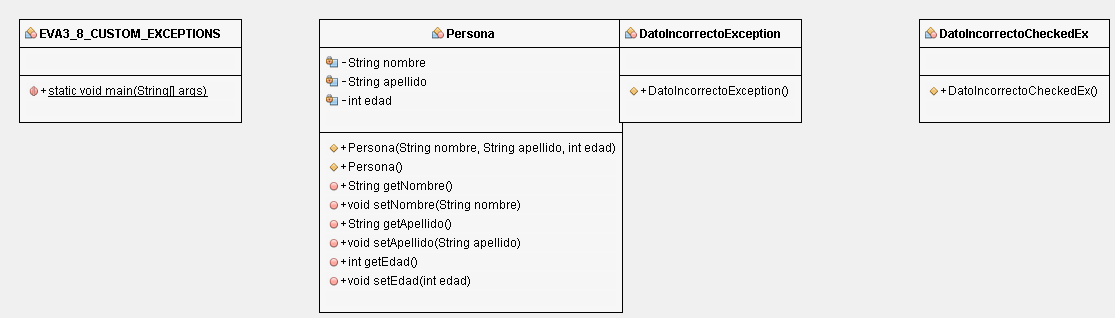 EVA3_8_CUSTOM_EXCEPTIONS
+static void main(String[] args)
Persona
-String nombre
-String apellido
-int edad
+Persona(String nombre, String apellido, int edad)
+Persona()
+String getNombre()
+void setNombre(String nombre)
+String getApellido()
+void setApellido(String apellido)
+int getEdad()
+void setEdad(int edad)
DatoIncorrectoException
+DatoIncorrectoException()
DatoIncorrectoCheckedEx
+DatoIncorrectoCheckedEx()